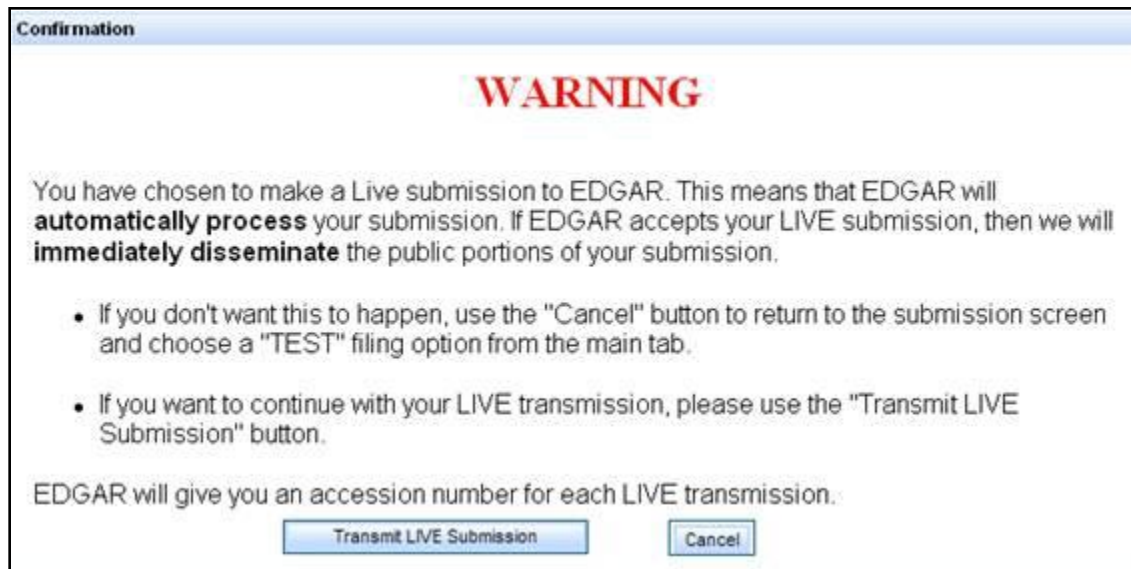 Confirmation
WARNING
You have chosen to make a Live submission to EDGAR. This means that EDGAR will
automatically process your submission. If EDGAR accepts your LIVE submission, then we will
immediately disseminate the public portions of your submission.
• If you don't want this to happen, use the "Cancel" button to return to the submission screen
and choose a "TEST" filing option from the main tab.
• If you want to continue with your LIVE transmission, please use the "Transmit LIVE
Submission" button.
EDGAR will give you an accession number for each LIVE transmission.
Transmit LIVE Submission Cancel